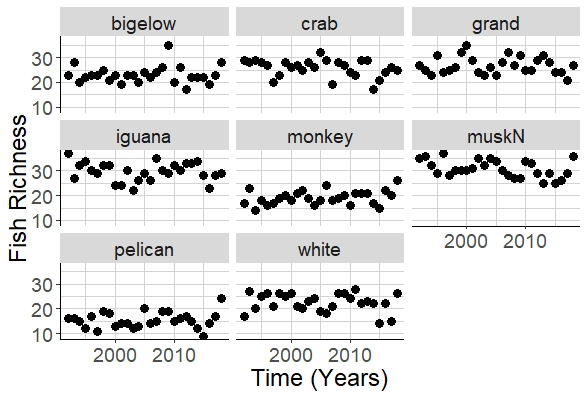 bigelow crab grand
30
20
10
iguana monkey muskN
30
20
10
pelican white
2000 2010
30
20
10
2000 2010 2000 2010
Time (Years)
Fish Richness